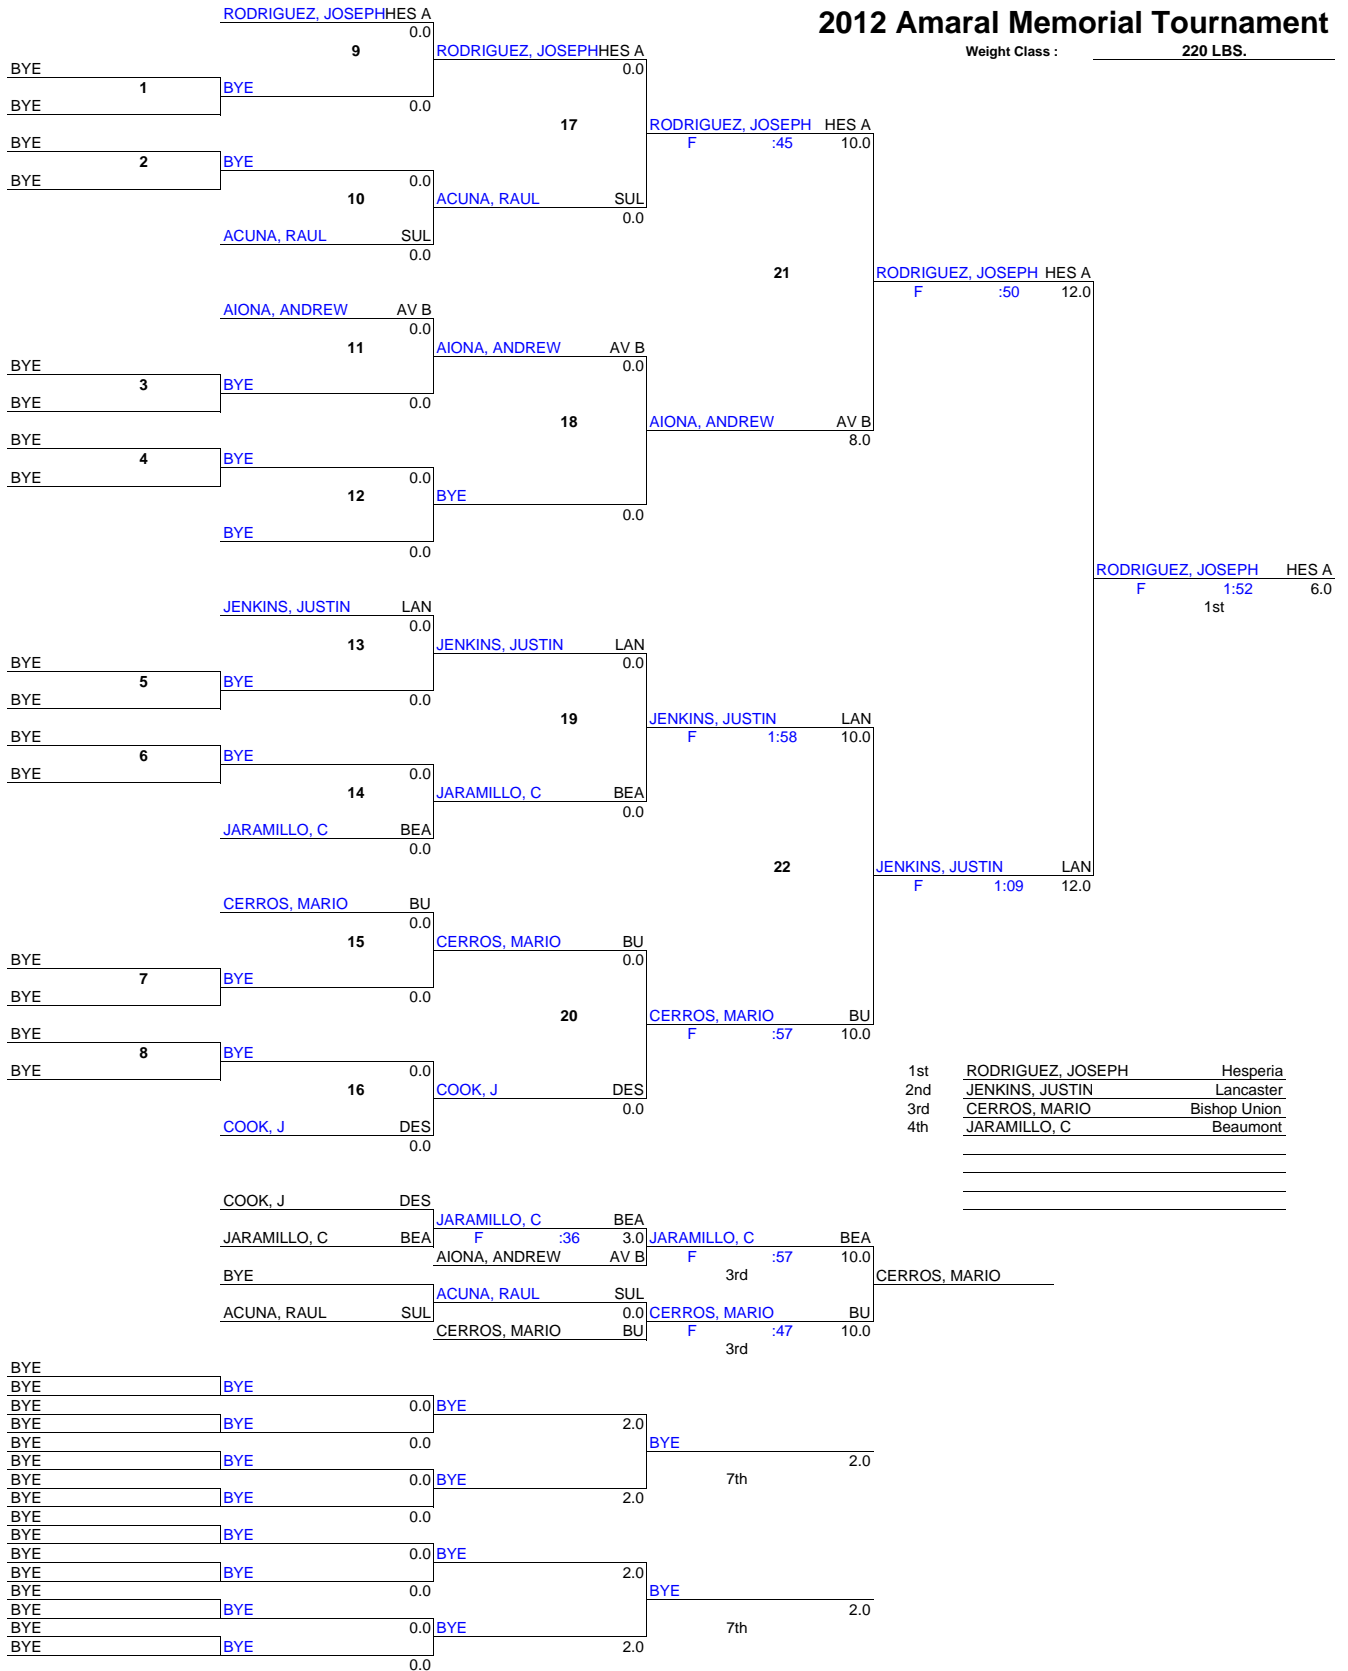 RODRIGUEZ, JOSEPH HES A
2012 Amaral Memorial Tournament
0.0
9 RODRIGUEZ, JOSEPH HES A
Weight Class : 220 LBS.
BYE 0.0
1 BYE
BYE 0.0
17 RODRIGUEZ, JOSEPH HES A
BYE F :45 10.0
2 BYE
BYE 0.0
10 ACUNA, RAUL SUL
0.0
ACUNA, RAUL SUL
0.0
21 RODRIGUEZ, JOSEPH HES A
F :50 12.0
AIONA, ANDREW AV B
0.0
11 AIONA, ANDREW AV B
BYE 0.0
3 BYE
BYE 0.0
18 AIONA, ANDREW AV B
BYE 8.0
4 BYE
BYE 0.0
12 BYE
0.0
BYE
0.0
RODRIGUEZ, JOSEPH HES A
F 1:52 6.0
1st
JENKINS, JUSTIN LAN
0.0
13 JENKINS, JUSTIN LAN
BYE 0.0
5 BYE
BYE 0.0
19 JENKINS, JUSTIN LAN
BYE F 1:58 10.0
6 BYE
BYE 0.0
14 JARAMILLO, C BEA
0.0
JARAMILLO, C BEA
0.0
22 JENKINS, JUSTIN LAN
F 1:09 12.0
CERROS, MARIO BU
0.0
15 CERROS, MARIO BU
BYE 0.0
7 BYE
BYE 0.0
20 CERROS, MARIO BU
BYE F :57 10.0
8 BYE
BYE 0.0
16 COOK, J DES
0.0
COOK, J DES
0.0
1st RODRIGUEZ, JOSEPH Hesperia
2nd JENKINS, JUSTIN Lancaster
3rd CERROS, MARIO Bishop Union
4th JARAMILLO, C Beaumont
COOK, J DES
JARAMILLO, C BEA
JARAMILLO, C BEA F :36 3.0 JARAMILLO, C BEA
AIONA, ANDREW AV B F :57 10.0
BYE 3rd CERROS, MARIO
ACUNA, RAUL SUL
ACUNA, RAUL SUL 0.0 CERROS, MARIO BU
CERROS, MARIO BU F :47 10.0
3rd
BYE
BYE BYE
BYE 0.0 BYE
BYE BYE 2.0
BYE 0.0 BYE
BYE BYE 2.0
BYE 0.0 BYE 7th
BYE BYE 2.0
BYE 0.0
BYE BYE
BYE 0.0 BYE
BYE BYE 2.0
BYE 0.0 BYE
BYE BYE 2.0
BYE 0.0 BYE 7th
BYE BYE 2.0
0.0